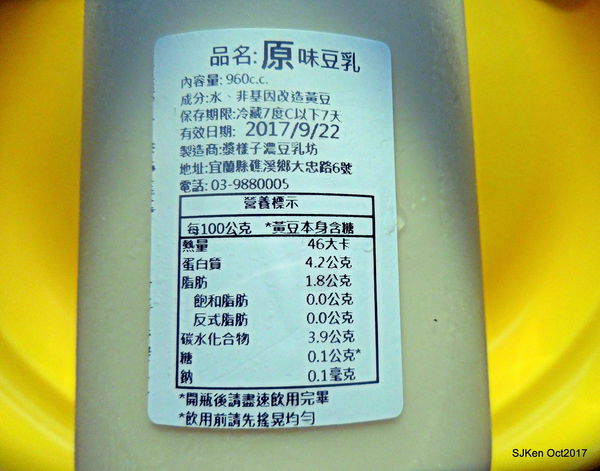 品名:原味豆乳
內容量: 960c.c.
成分:水、非基因改造黃豆
保存期限:冷藏7度C以下7天
有效日期: 2017/9/22
製造商:漿樣子濃豆乳坊
地址:宜蘭縣礁溪鄉大忠路6號
電話: 03-9880005
營養標示
每100公克 *黃豆本身含糖
熱量 46大卡
蛋白質 4.2公克
脂肪 1.8公克
飽和脂肪 0.0公克
反式脂肪 0.0公克
碳水化合物 3.9公克
糖 0.1公克*
鈉 0.1毫克
*開瓶後請盡速飲用完畢
*飲用前請先搖晃均勻
SJKen Oct2017